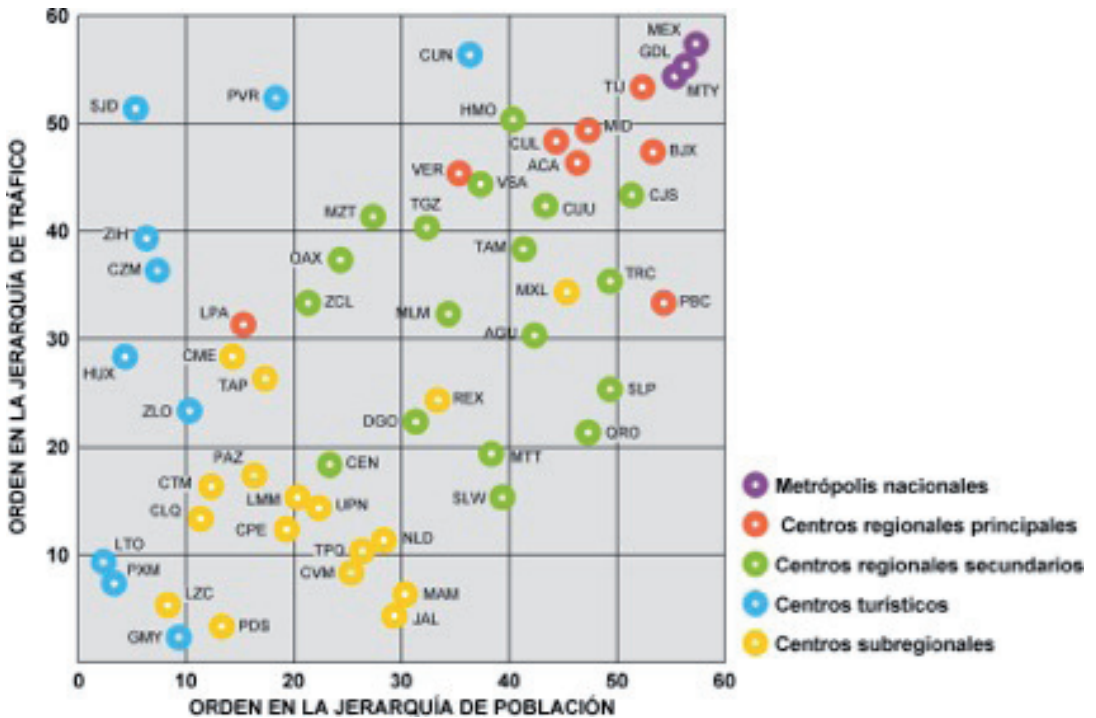 ORDEN EN LA JERARQUÍA DE TRÁFICO
60
50
40
30
20
10
MEX
GDL
CUN
MTY
TIJ
SJD
PVR
HMO
MID
CUL
BJX
ACA
VER
VSA
CJS
TGZ
MZT
CUU
ZIH
TAM
OAX
CZM
TRC
MXL
ZCL
PBC
LPA
MLM
AGU
CME
HUX
TAP
SLP
REX
ZLO
DGO
QRO
PAZ
CEN
MTT
CTM
LMM
UPN
SLW
CLQ
CPE
NLD
LTO
TPQ
PXM
CVM
LZC
MAM
PDS
JAL
GMY
0 10 20 30 40 50 60
ORDEN EN LA JERARQUÍA DE POBLACIÓN
Metrópolis nacionales
Centros regionales principales
Centros regionales secundarios
Centros turísticos
Centros subregionales